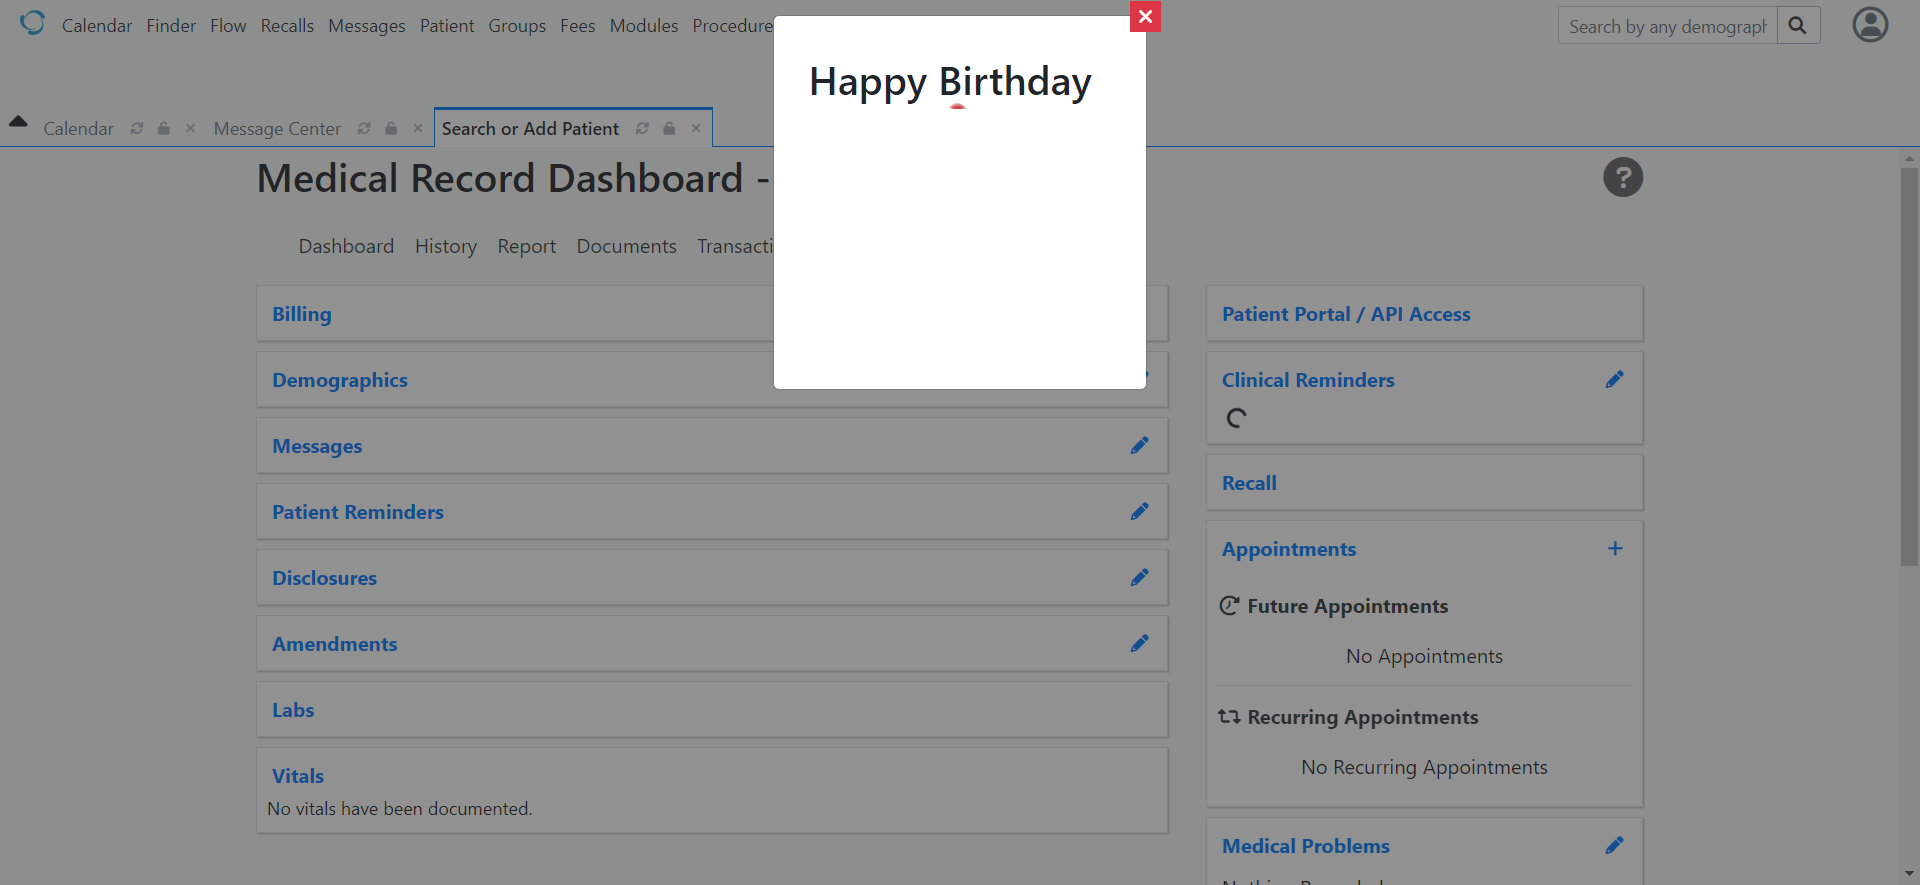 Calendar Finder Flow Recalls Messages Patient Groups Fees Modules Procedure
Search by any demograph
Happy Birthday
Calendar Message Center Search or Add Patient
Medical Record Dashboard -
Dashboard History Report Documents Transacti
Billing
Demographics
Messages
Patient Reminders
Disclosures
Amendments
Labs
Vitals
No vitals have been documented.
Patient Portal / API Access
Clinical Reminders
Recall
Appointments
Future Appointments
No Appointments
Recurring Appointments
No Recurring Appointments
Medical Problems